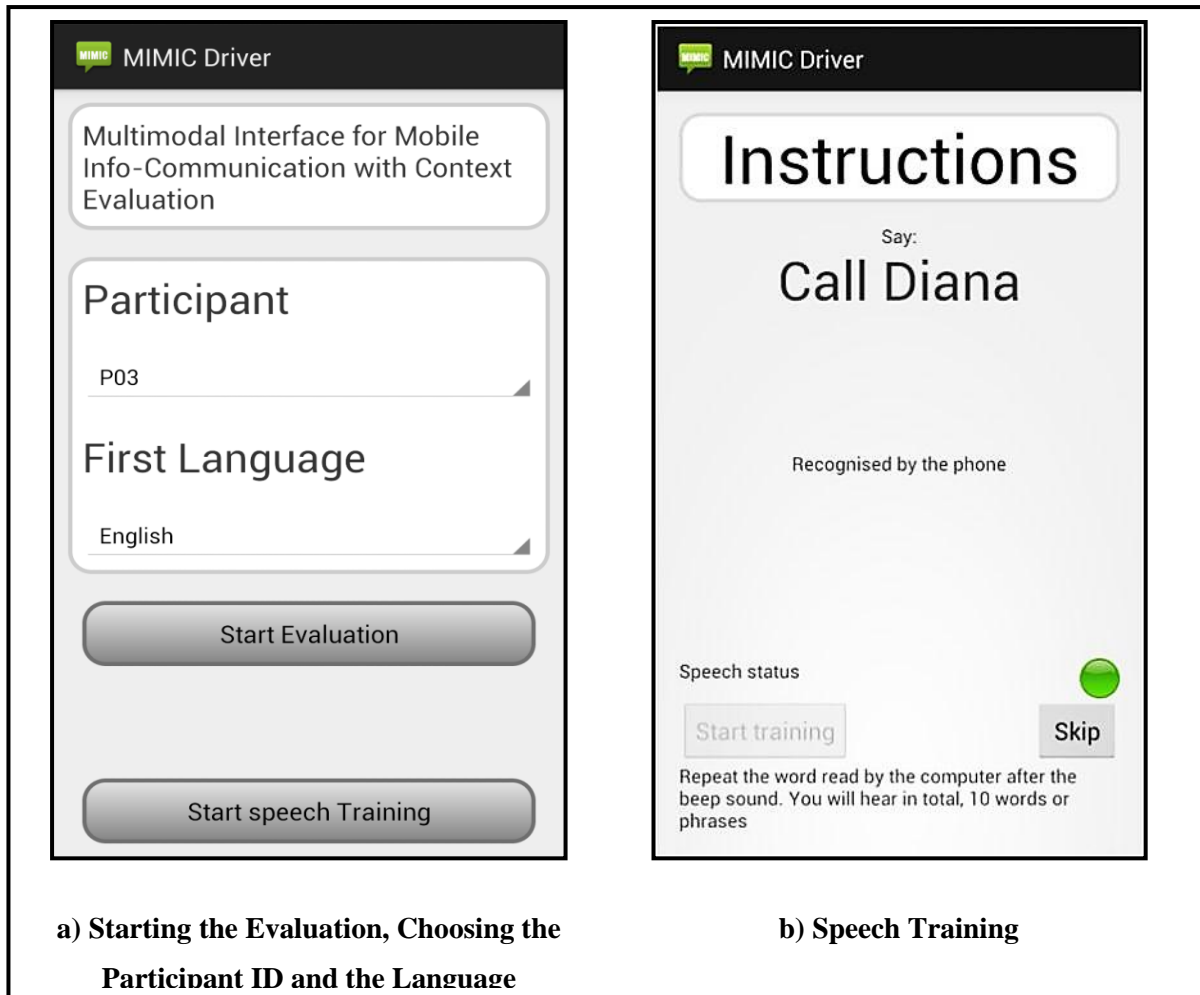 MIMIC MIMIC Driver
Multimodal Interface for Mobile
Info-Communication with Context
Evaluation
Participant
P03
First Language
English
Start Evaluation
Start speech Training
a) Starting the Evaluation, Choosing the
Participant ID and the Language
MIMIC MIMIC Driver
Instructions
Say:
Call Diana
Recognised by the phone
Speech status
Start training
Skip
Repeat the word read by the computer after the
beep sound. You will hear in total, 10 words or
phrases
b) Speech Training